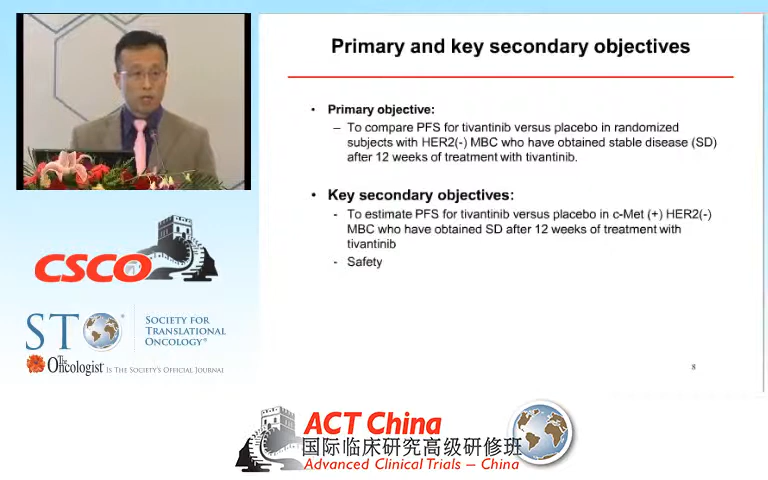 Primary and key secondary objectives
• Primary objective:
– To compare PFS for tivantinib versus placebo in randomized
subjects with HER2(-) MBC who have obtained stable disease (SD)
after 12 weeks of treatment with tivantinib.
• Key secondary objectives:
- To estimate PFS for tivantinib versus placebo in c-Met (+) HER2(-)
MBC who have obtained SD after 12 weeks of treatment with
tivantinib
- Safety
8
CSCO
STO
SOCIETY FOR
TRANSLATIONAL
ONCOLOGY®
The Oncologist IS THE SOCIETY'S OFFICIAL JOURNAL
ACT China
国际临床研究高级研修班
Advanced Clinical Trials – China